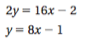 2y = 16x − 2
y = 8x − 1